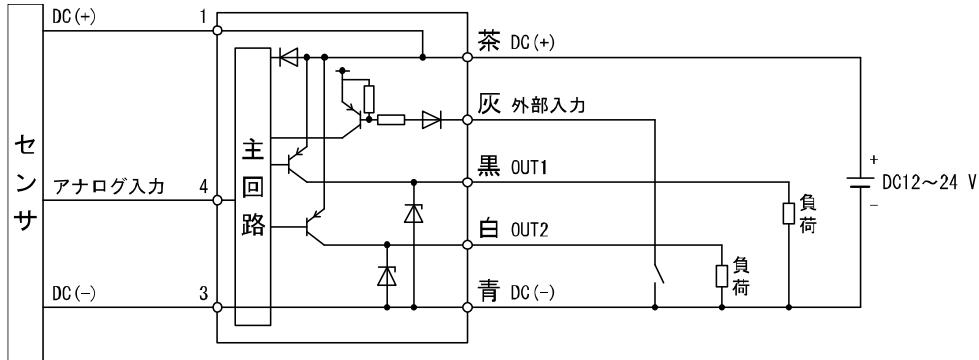 DC(+) 1
茶 DC(+)
灰 外部入力
センサ
主回路
黒 OUT1
アナログ入力 4
+
DC12～24 V
-
負荷
白 OUT2
負荷
DC(-) 3
青 DC(-)